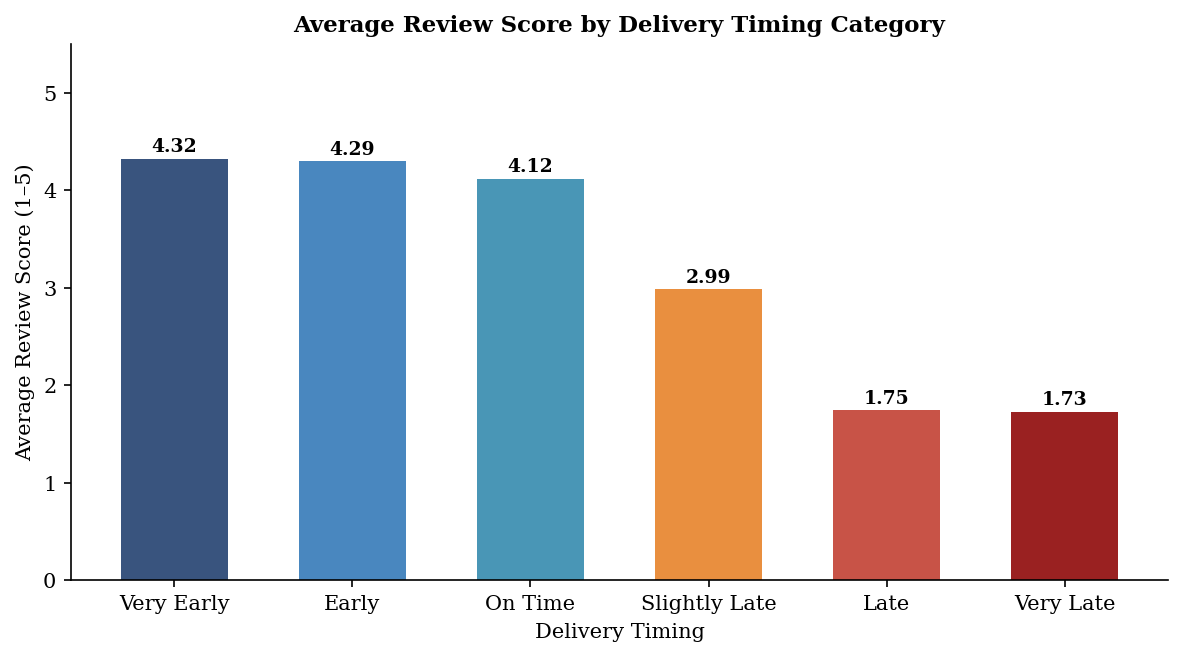 Average Review Score by Delivery Timing Category
Average Review Score (1–5)
5
4
3
2
1
0
4.32
4.29
4.12
2.99
1.75
1.73
Very Early
Early
On Time
Slightly Late
Late
Very Late
Delivery Timing